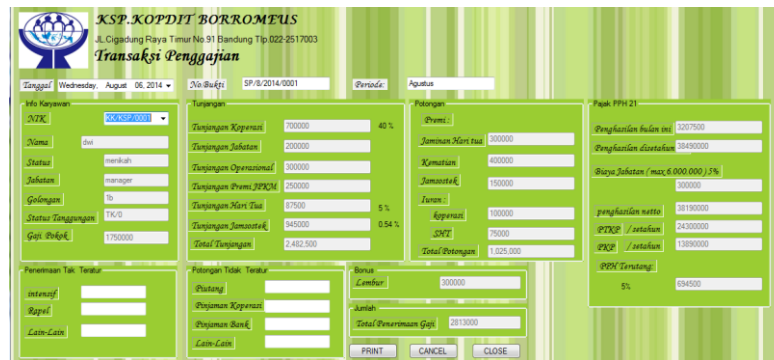 KSP.KOPDIT BORROMEUS
JL.Cigadung Raya Timur No.91 Bandung Tlp.022-2517003
Transaksi Penggajian
Tanggal Wednesday, August 06, 2014 No.Bukti SP/8/2014/0001 Periode: Agustus
Info Karyawan
NIK KK/KSP/0001
Nama dwi
Status menikah
Jabatan manager
Golongan 1b
Status Tanggungan TK/0
Gaji Pokok 1750000
Tunjangan
Tunjangan Koperasi 700000 40 %
Tunjangan Jabatan 200000
Tunjangan Operasional 300000
Tunjangan Premi JPKM 250000
Tunjangan Hari Tua 87500 5 %
Tunjangan Jamsostek 945000 0.54 %
Total Tunjangan 2,482,500
Potongan
Premi :
Jaminan Hari tua 300000
Kematian 400000
Jamsostek 150000
Iuran :
koperasi 100000
SHT 75000
Total Potongan 1,025,000
Pajak PPH 21
Penghasilan bulan ini 3207500
Penghasilan disetahun 38490000
Biaya Jabatan ( max 6.000.000 ) 5%
300000
penghasilan netto 38190000
PTKP / setahun 24300000
PKP / setahun 13890000
PPH Terutang:
5% 694500
Penerimaan Tak Teratur
intensif
Rapel
Lain-Lain
Potongan Tidak Teratur
Piutang
Pinjaman Koperasi
Pinjaman Bank
Lain-Lain
Bonus
Lembur 300000
Jumlah
Total Penerimaan Gaji 2813000
PRINT CANCEL CLOSE